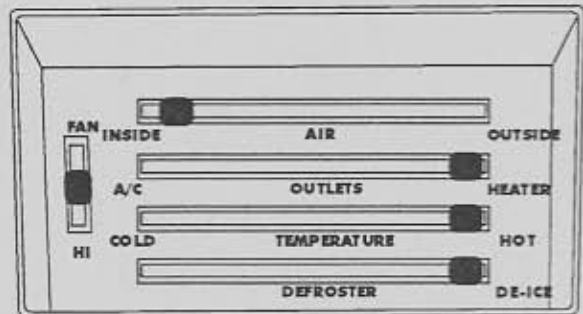 FAN
INSIDE AIR OUTSIDE
A/C OUTLETS HEATER
COLD TEMPERATURE HOT
HI
DEFROSTER DE-ICE